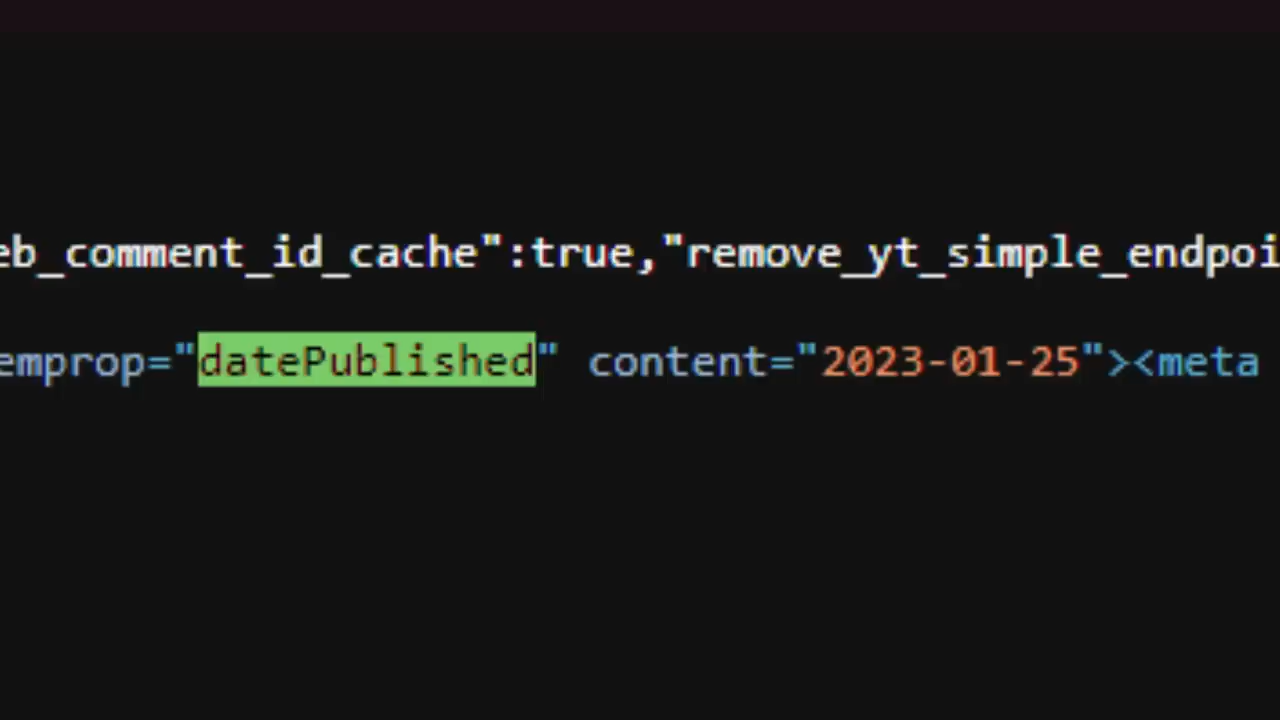 eb_comment_id_cache":true,"remove_yt_simple_endpoi
emprop="datePublished" content="2023-01-25"><meta